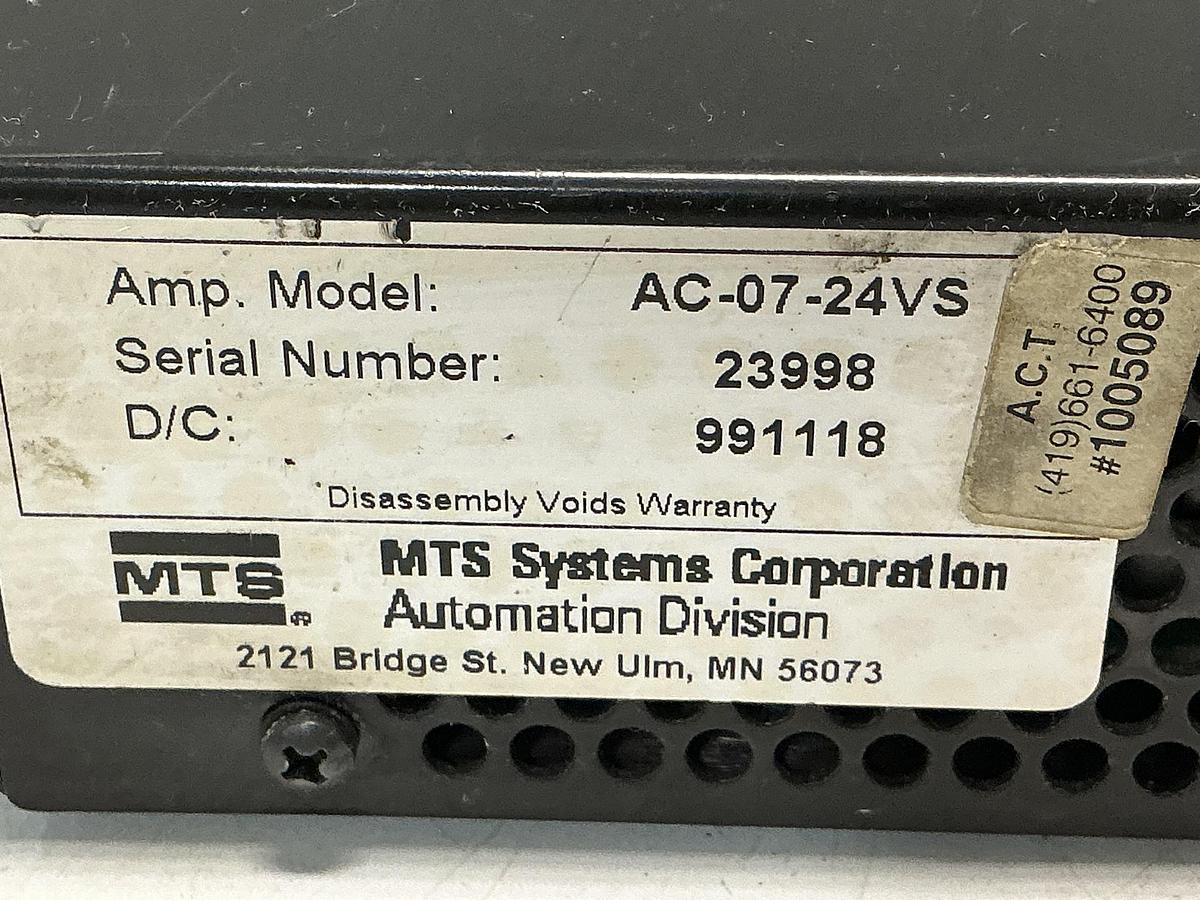 Amp. Model: AC-07-24VS
Serial Number: 23998
D/C: 991118
Disassembly Voids Warranty
MTS®
MTS Systems Corporation
Automation Division
2121 Bridge St. New Ulm, MN 56073
A.C.T.
(419)661-6400
#1005089